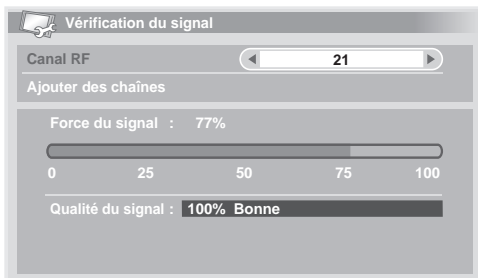 Vérification du signal
Canal RF 21
Ajouter des chaînes
Force du signal : 77%
0 25 50 75 100
Qualité du signal : 100% Bonne